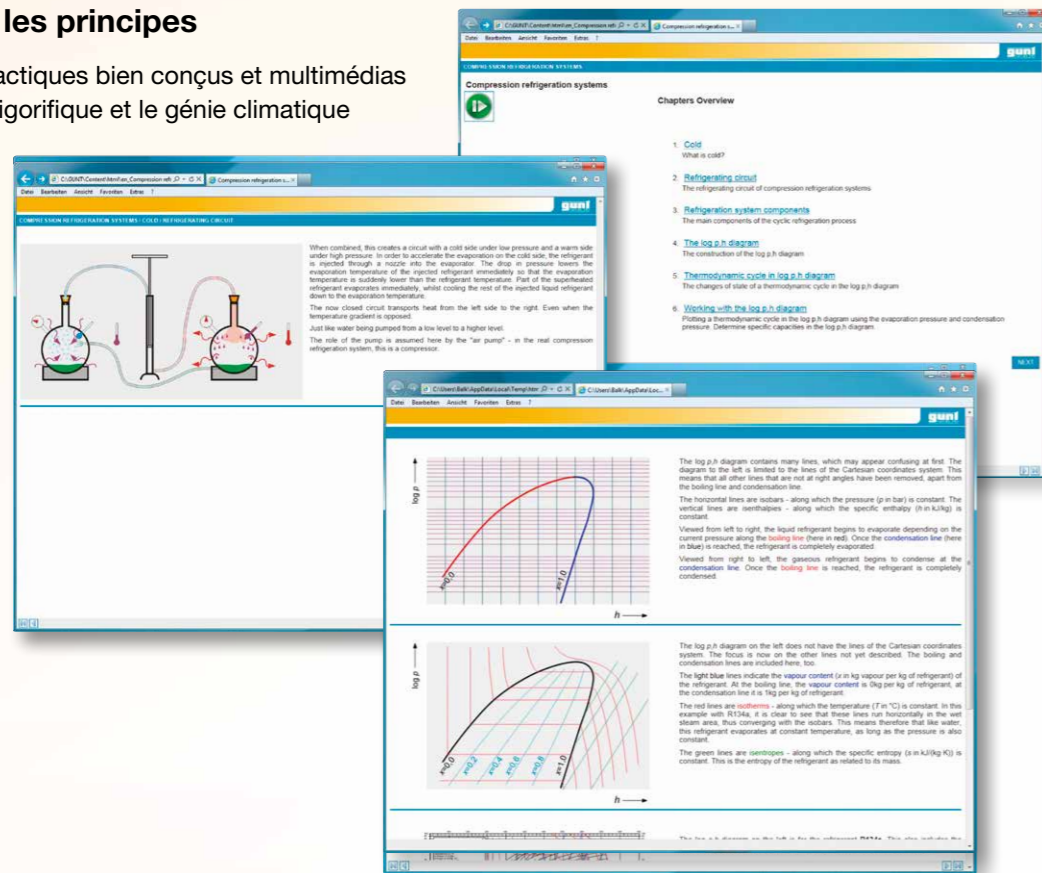 les principes
actiques bien conçus et multimédias
igorifique et le génie climatique
Compression refrigeration s...
Datei Bearbeiten Ansicht Favoriten Extras ?
gunt
COMPRESSION REFRIGERATION SYSTEMS
Compression refrigeration systems
Chapters Overview
1. Cold
What is cold?
2. Refrigerating circuit
The refrigerating circuit of compression refrigeration systems
3. Refrigeration system components
The main components of the cyclic refrigeration process
4. The log p,h diagram
The construction of the log p,h diagram
5. Thermodynamic cycle in log p,h diagram
The changes of state of a thermodynamic cycle in the log p,h diagram
6. Working with the log p,h diagram
Plotting a thermodynamic cycle in the log p,h diagram using the evaporation pressure and condensation
pressure. Determine specific capacities in the log p,h diagram.
NEXT
Compression refrigeration s...
Datei Bearbeiten Ansicht Favoriten Extras ?
gunt
COMPRESSION REFRIGERATION SYSTEMS / COLD / REFRIGERATING CIRCUIT
When combined, this creates a circuit with a cold side under low pressure and a warm side
under high pressure. In order to accelerate the evaporation on the cold side, the refrigerant
is injected through a nozzle into the evaporator. The drop in pressure lowers the
evaporation temperature of the injected refrigerant immediately so that the evaporation
temperature is suddenly lower than the refrigerant temperature. Part of the superheated
refrigerant evaporates immediately, whilst cooling the rest of the injected liquid refrigerant
down to the evaporation temperature.
The now closed circuit transports heat from the left side to the right. Even when the
temperature gradient is opposed.
Just like water being pumped from a low level to a higher level.
The role of the pump is assumed here by the "air pump" - in the real compression
refrigeration system, this is a compressor.
Datei Bearbeiten Ansicht Favoriten Extras ?
gunt
log p
x=0,0
x=1,0
h
The log p,h diagram contains many lines, which may appear confusing at first. The
diagram to the left is limited to the lines of the Cartesian coordinates system. This
means that all other lines that are not at right angles have been removed, apart from
the boiling line and condensation line.
The horizontal lines are isobars - along which the pressure (p in bar) is constant. The
vertical lines are isenthalpies - along which the specific enthalpy (h in kJ/kg) is
constant.
Viewed from left to right, the liquid refrigerant begins to evaporate depending on the
current pressure along the boiling line (here in red). Once the condensation line (here
in blue) is reached, the refrigerant is completely evaporated.
Viewed from right to left, the gaseous refrigerant begins to condense at the
condensation line. Once the boiling line is reached, the refrigerant is completely
condensed.
log p
x=0,0
x=0,2
x=0,4
x=0,6
x=0,8
x=1,0
h
The log p,h diagram on the left does not have the lines of the Cartesian coordinates
system. The focus is now on the other lines not yet described. The boiling and
condensation lines are included here, too.
The light blue lines indicate the vapour content (x in kg vapour per kg of refrigerant) of
the refrigerant. At the boiling line, the vapour content is 0kg per kg of refrigerant, at
the condensation line it is 1kg per kg of refrigerant.
The red lines are isotherms - along which the temperature (T in °C) is constant. In this
example with R134a, it is clear to see that these lines run horizontally in the wet
steam area, thus converging with the isobars. This means therefore that like water,
this refrigerant evaporates at constant temperature, as long as the pressure is also
constant.
The green lines are isentropes - along which the specific entropy (s in kJ/(kg K)) is
constant. This is the entropy of the refrigerant as related to its mass.